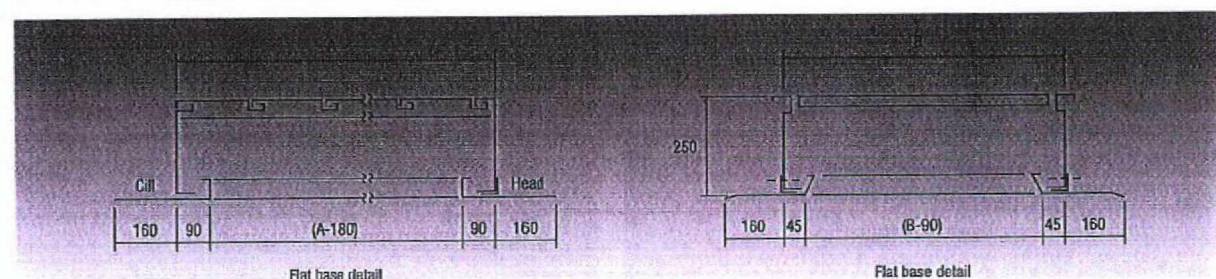 B
250
Cill
Head
160 90 (A-180) 90 160
160 45 (B-90) 45 160
Flat base detail
Flat base detail